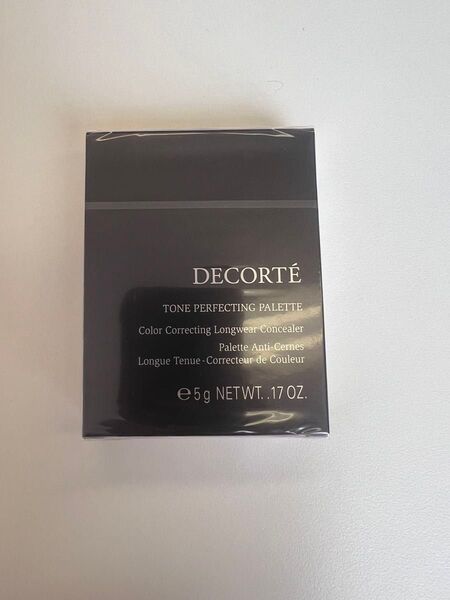 DECORTÉ
TONE PERFECTING PALETTE
Color Correcting Longwear Concealer
Palette Anti-Cernes
Longue Tenue-Correcteur de Couleur
℮5g NET WT. .17 OZ.